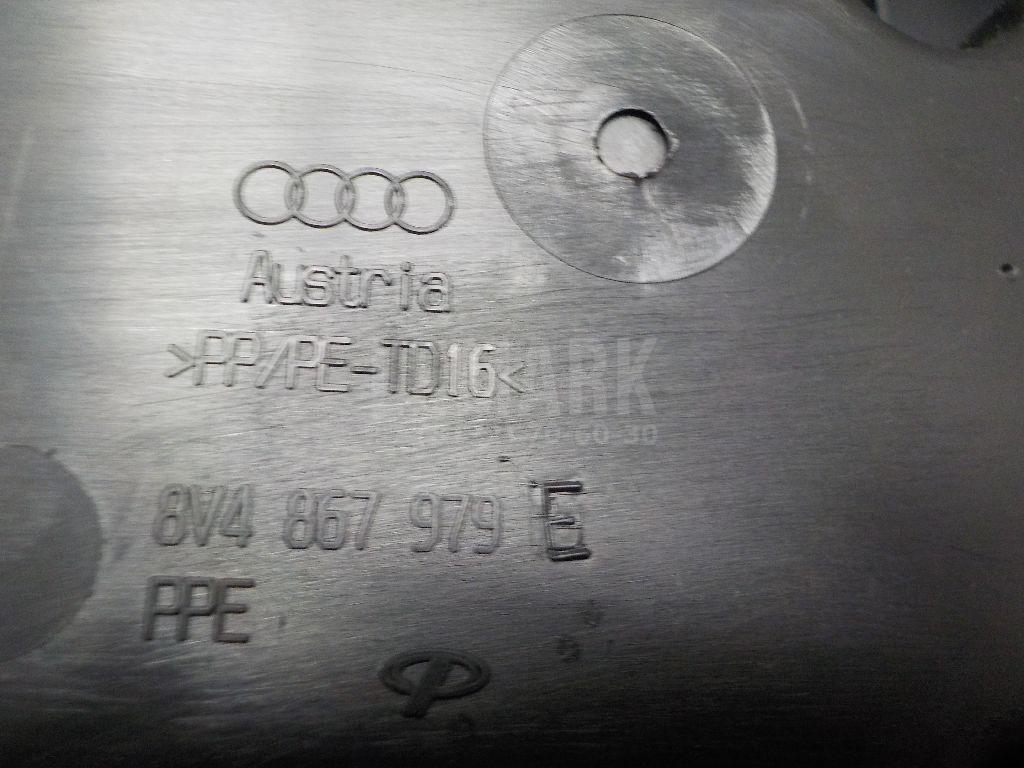 Austria
>PP/PE-TD16<
8V4 867 979 E
PPE